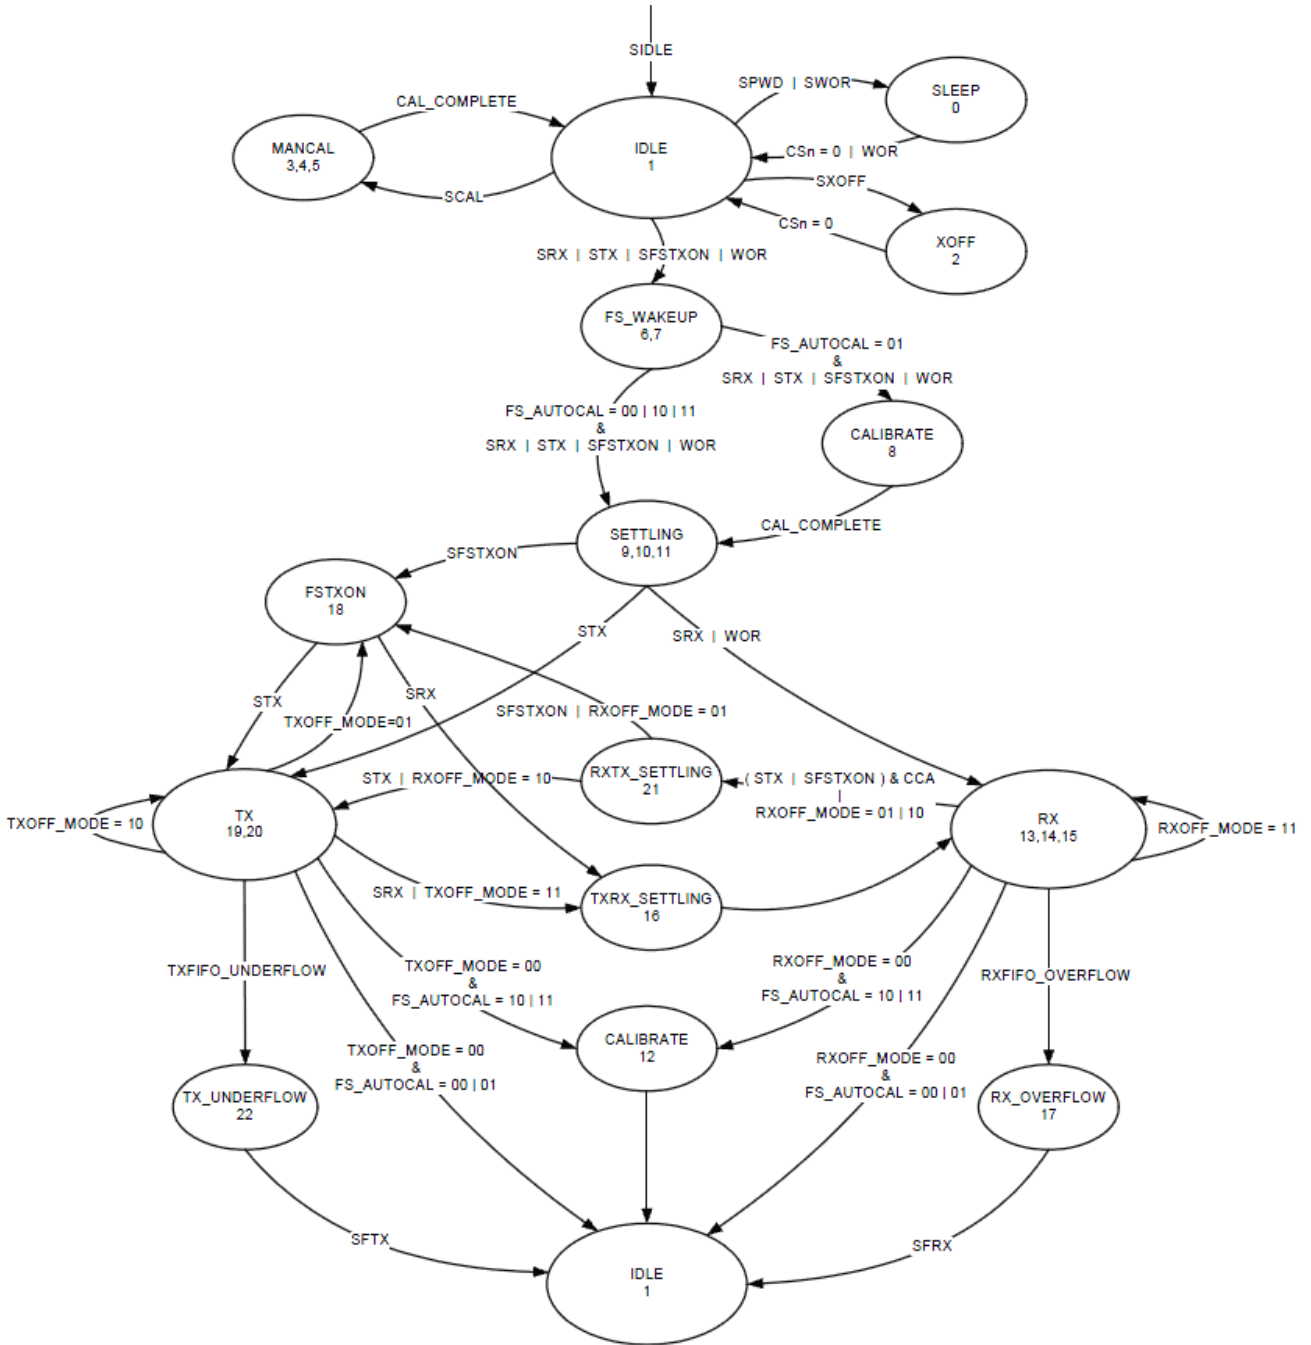 SIDLE
SPWD | SWOR
SLEEP
0
CAL_COMPLETE
MANCAL
3,4,5
IDLE
1
CSn = 0 | WOR
SCAL
SXOFF
CSn = 0
XOFF
2
SRX | STX | SFSTXON | WOR
FS_WAKEUP
6,7
FS_AUTOCAL = 01
&
SRX | STX | SFSTXON | WOR
FS_AUTOCAL = 00 | 10 | 11
&
SRX | STX | SFSTXON | WOR
CALIBRATE
8
CAL_COMPLETE
SETTLING
9,10,11
SFSTXON
FSTXON
18
STX
SRX | WOR
STX
SRX
TXOFF_MODE=01
SFSTXON | RXOFF_MODE = 01
STX | RXOFF_MODE = 10
RXTX_SETTLING
21
( STX | SFSTXON ) & CCA
|
RXOFF_MODE = 01 | 10
TXOFF_MODE = 10
TX
19,20
RX
13,14,15
RXOFF_MODE = 11
SRX | TXOFF_MODE = 11
TXRX_SETTLING
16
TXFIFO_UNDERFLOW
TXOFF_MODE = 00
&
FS_AUTOCAL = 10 | 11
RXOFF_MODE = 00
&
FS_AUTOCAL = 10 | 11
RXFIFO_OVERFLOW
CALIBRATE
12
TXOFF_MODE = 00
&
FS_AUTOCAL = 00 | 01
RXOFF_MODE = 00
&
FS_AUTOCAL = 00 | 01
TX_UNDERFLOW
22
RX_OVERFLOW
17
SFTX
SFRX
IDLE
1